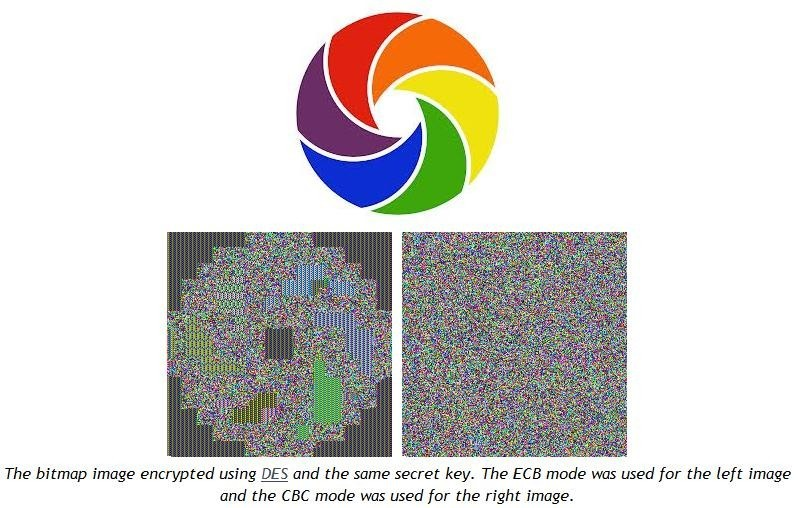 The bitmap image encrypted using DES and the same secret key. The ECB mode was used for the left image
and the CBC mode was used for the right image.